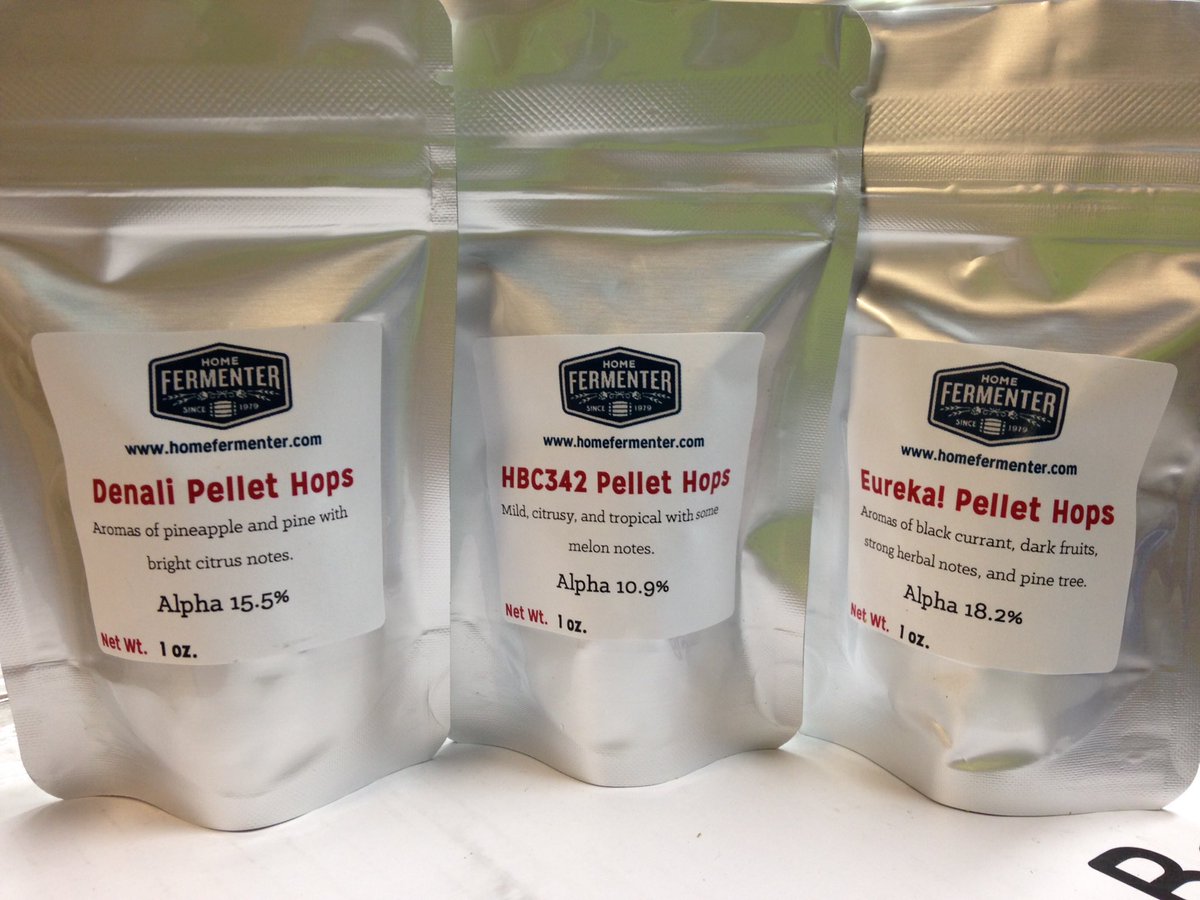 HOME
FERMENTER
SINCE 1979
www.homefermenter.com
Denali Pellet Hops
Aromas of pineapple and pine with
bright citrus notes.
Alpha 15.5%
Net Wt. 1 oz.
HOME
FERMENTER
SINCE 1979
www.homefermenter.com
HBC342 Pellet Hops
Mild, citrusy, and tropical with some
melon notes.
Alpha 10.9%
Net Wt. 1 oz.
HOME
FERMENTER
SINCE 1979
www.homefermenter.com
Eureka! Pellet Hops
Aromas of black currant, dark fruits,
strong herbal notes, and pine tree.
Alpha 18.2%
Net Wt. 1 oz.